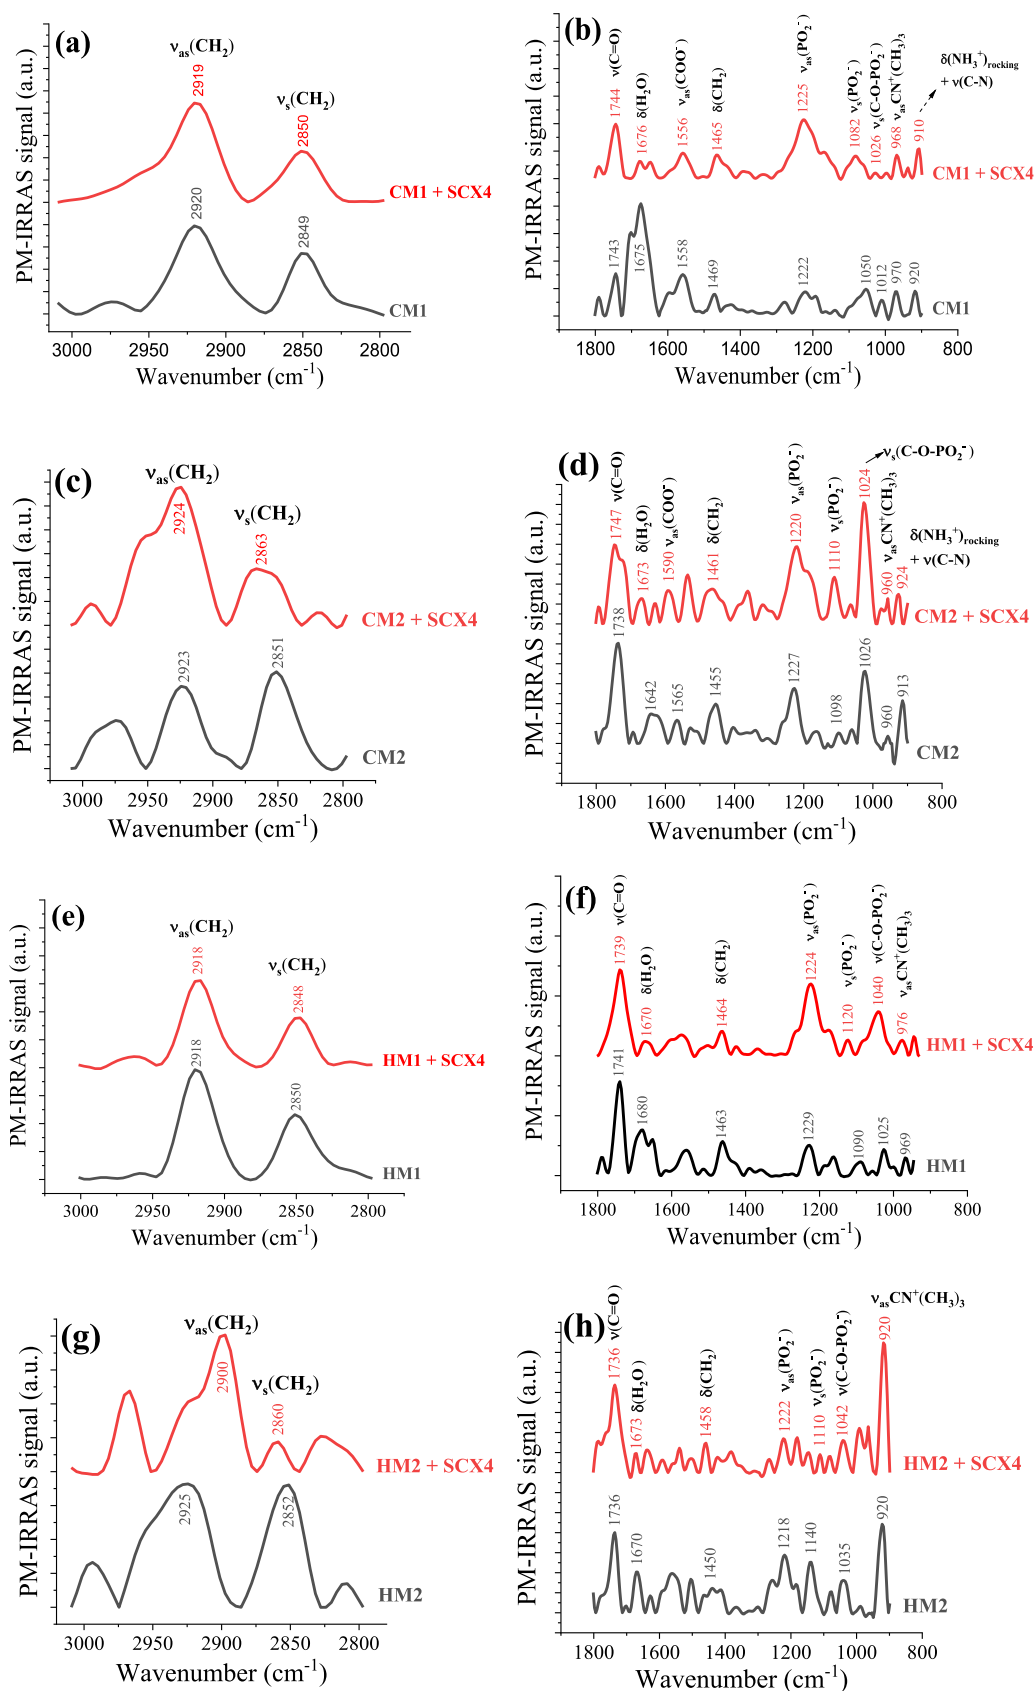 (a)
PM-IRRAS signal (a.u.)
νas(CH2)
2919
νs(CH2)
2850
CM1 + SCX4
2920
2849
CM1
3000 2950 2900 2850 2800
Wavenumber (cm-1)
(b)
PM-IRRAS signal (a.u.)
1744 ν(C=O)
1676 δ(H2O)
1556 νas(COO-)
1465 δ(CH2)
1225 νas(PO2-)
1082 νs(PO2-)
1026 νs(C-O-PO2-)
968 νasCN+(CH3)3
910
δ(NH3+)rocking
+ ν(C-N)
CM1 + SCX4
1743
1675
1558
1469
1222
1050
1012
970
920
CM1
1800 1600 1400 1200 1000 800
Wavenumber (cm-1)
(c)
PM-IRRAS signal (a.u.)
νas(CH2)
2924
νs(CH2)
2863
CM2 + SCX4
2923
2851
CM2
3000 2950 2900 2850 2800
Wavenumber (cm-1)
(d)
PM-IRRAS signal (a.u.)
1747 ν(C=O)
1673 δ(H2O)
1590 νas(COO-)
1461 δ(CH2)
1220 νas(PO2-)
1110 νs(PO2-)
1024
νs(C-O-PO2-)
960 νasCN+(CH3)3
924
δ(NH3+)rocking
+ ν(C-N)
CM2 + SCX4
1738
1642
1565
1455
1227
1098
1026
960
913
CM2
1800 1600 1400 1200 1000 800
Wavenumber (cm-1)
(e)
PM-IRRAS signal (a.u.)
νas(CH2)
2918
νs(CH2)
2848
HM1 + SCX4
2918
2850
HM1
3000 2950 2900 2850 2800
Wavenumber (cm-1)
(f)
PM-IRRAS signal (a.u.)
1739 ν(C=O)
1670 δ(H2O)
1464 δ(CH2)
1224 νas(PO2-)
1120 νs(PO2-)
1040 ν(C-O-PO2-)
976 νasCN+(CH3)3
HM1 + SCX4
1741
1680
1463
1229
1090
1025
969
HM1
1800 1600 1400 1200 1000 800
Wavenumber (cm-1)
(g)
PM-IRRAS signal (a.u.)
νas(CH2)
2900
νs(CH2)
2860
HM2 + SCX4
2925
2852
HM2
3000 2950 2900 2850 2800
Wavenumber (cm-1)
(h)
PM-IRRAS signal (a.u.)
1736 ν(C=O)
1673 δ(H2O)
1458 δ(CH2)
1222 νas(PO2-)
1110 νs(PO2-)
1042 ν(C-O-PO2-)
νasCN+(CH3)3
920
HM2 + SCX4
1736
1670
1450
1218
1140
1035
920
HM2
1800 1600 1400 1200 1000 800
Wavenumber (cm-1)